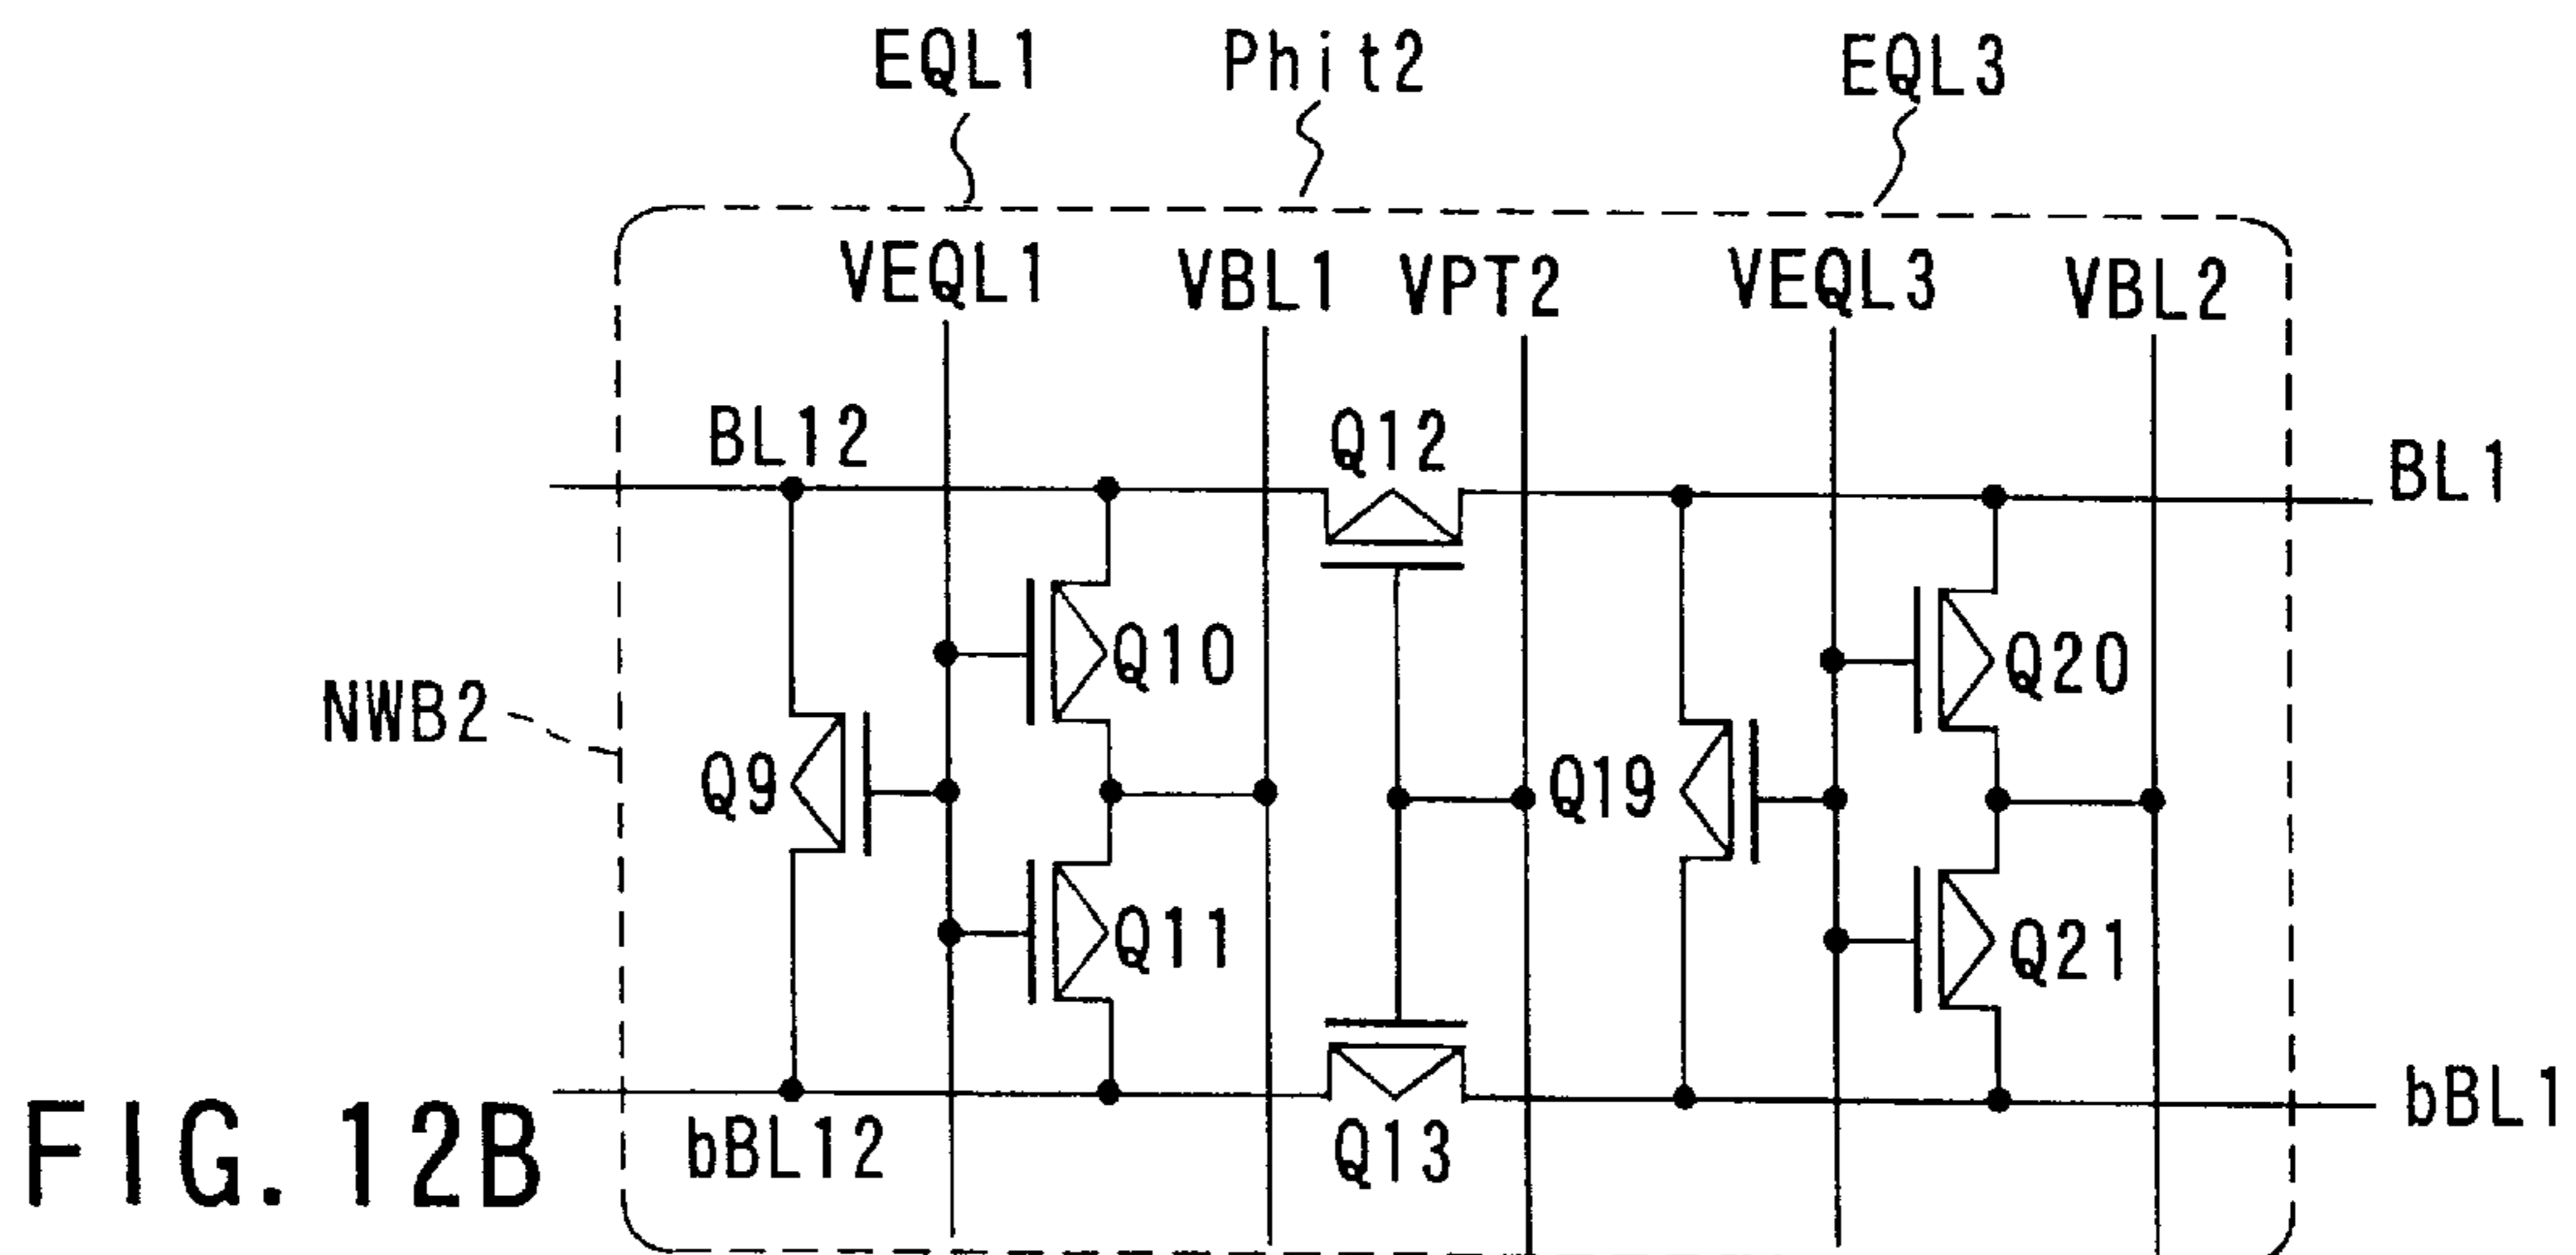 EQL1 Phit2 EQL3
VEQL1 VBL1 VPT2 VEQL3 VBL2
BL12 Q12 BL1
Q10 Q20
NWB2 Q9 Q19
Q11 Q21
bBL12 Q13 bBL1
FIG. 12B